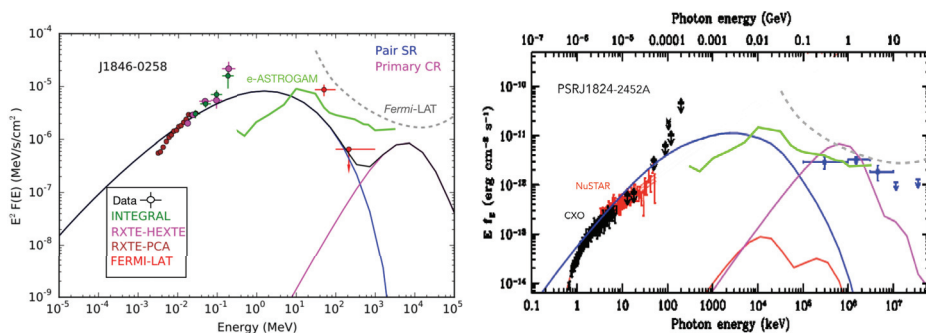 10⁻⁴
10⁻⁵
10⁻⁶
10⁻⁷
10⁻⁸
10⁻⁹
E² F(E) (MeV/s/cm²)
J1846-0258
Pair SR
Primary CR
e-ASTROGAM
Fermi-LAT
Data
INTEGRAL
RXTE-HEXTE
RXTE-PCA
FERMI-LAT
10⁻⁵ 10⁻⁴ 10⁻³ 10⁻² 10⁻¹ 10⁰ 10¹ 10² 10³ 10⁴ 10⁵
Energy (MeV)
Photon energy (GeV)
10⁻⁶ 10⁻⁵ 0.0001 0.001 0.01 0.1 1 10
10⁻¹⁰
10⁻¹¹
10⁻¹²
10⁻¹³
10⁻¹⁴
(erg cm⁻² s⁻¹)
PSRJ1824-2452A
NuSTAR
CXO
0.1 1 10 100 1000 10⁴ 10⁵ 10⁶ 10⁷
Photon energy (keV)